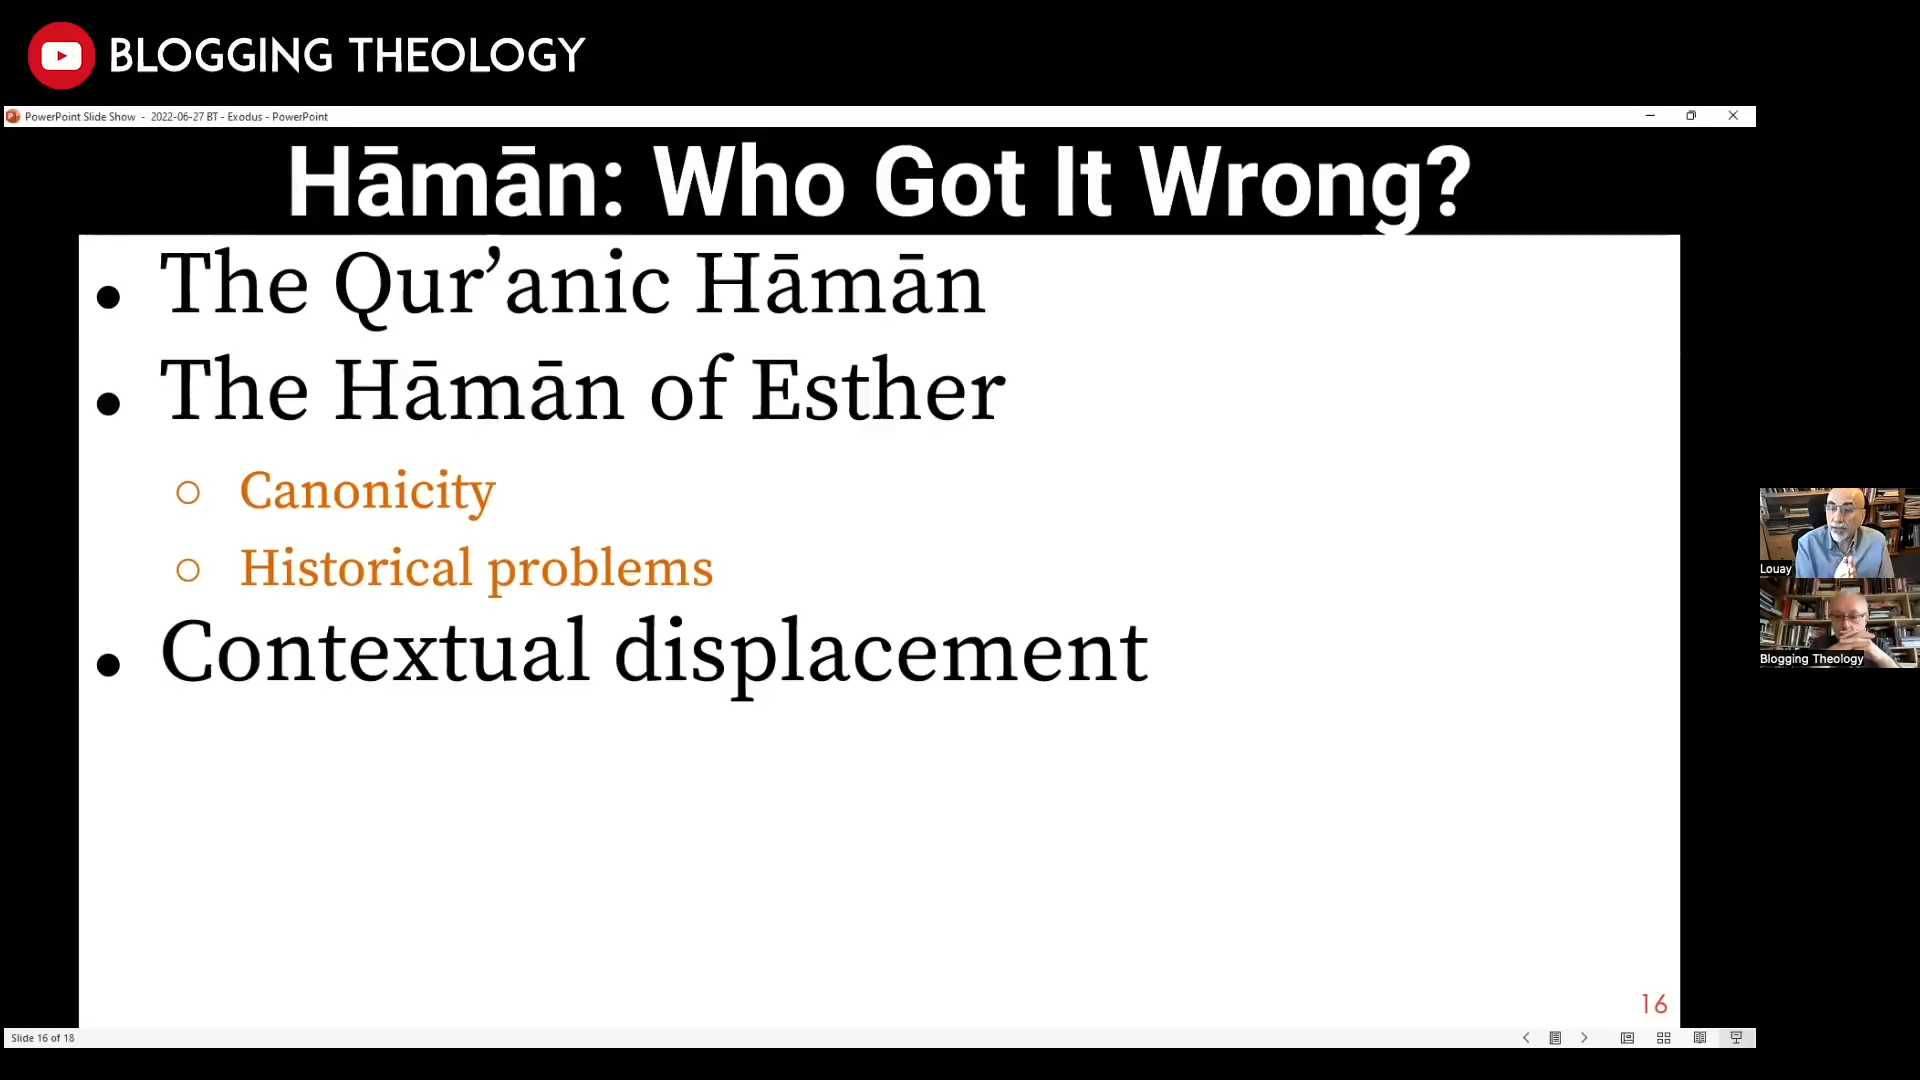 BLOGGING THEOLOGY
PowerPoint Slide Show - 2022-06-27 BT - Exodus - PowerPoint
Hāmān: Who Got It Wrong?
• The Qur’anic Hāmān
• The Hāmān of Esther
○ Canonicity
○ Historical problems
• Contextual displacement
Louay
Blogging Theology
16
Slide 16 of 18